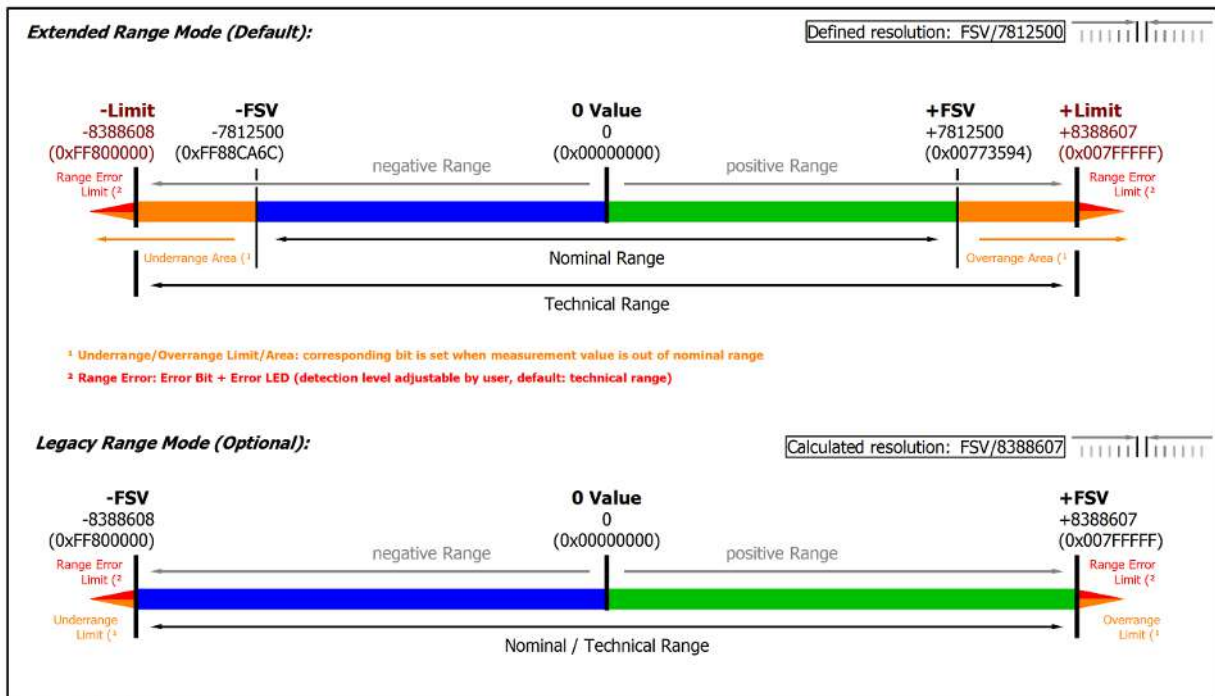 Extended Range Mode (Default):
Defined resolution: FSV/7812500
-Limit
-8388608
(0xFF800000)
-FSV
-7812500
(0xFF88CA6C)
0 Value
0
(0x00000000)
+FSV
+7812500
(0x00773594)
+Limit
+8388607
(0x007FFFFF)
negative Range
positive Range
Range Error
Limit (²
Range Error
Limit (²
Underrange Area (¹
Nominal Range
Overrange Area (¹
Technical Range
¹ Underrange/Overrange Limit/Area: corresponding bit is set when measurement value is out of nominal range
² Range Error: Error Bit + Error LED (detection level adjustable by user, default: technical range)
Legacy Range Mode (Optional):
Calculated resolution: FSV/8388607
-FSV
-8388608
(0xFF800000)
0 Value
0
(0x00000000)
+FSV
+8388607
(0x007FFFFF)
negative Range
positive Range
Range Error
Limit (²
Range Error
Limit (²
Underrange
Limit (¹
Overrange
Limit (¹
Nominal / Technical Range